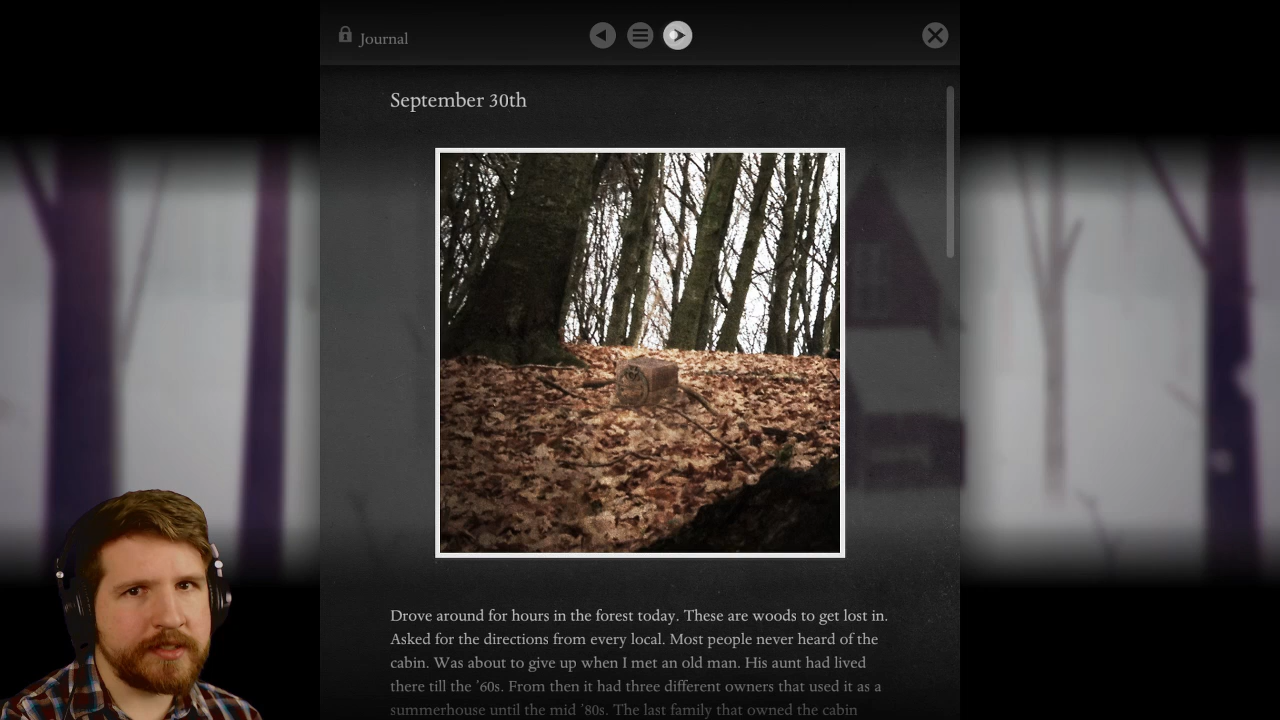 Journal
September 30th
Drove around for hours in the forest today. These are woods to get lost in.
Asked for the directions from every local. Most people never heard of the
cabin. Was about to give up when I met an old man. His aunt had lived
there till the '60s. From then it had three different owners that used it as a
summerhouse until the mid '80s. The last family that owned the cabin